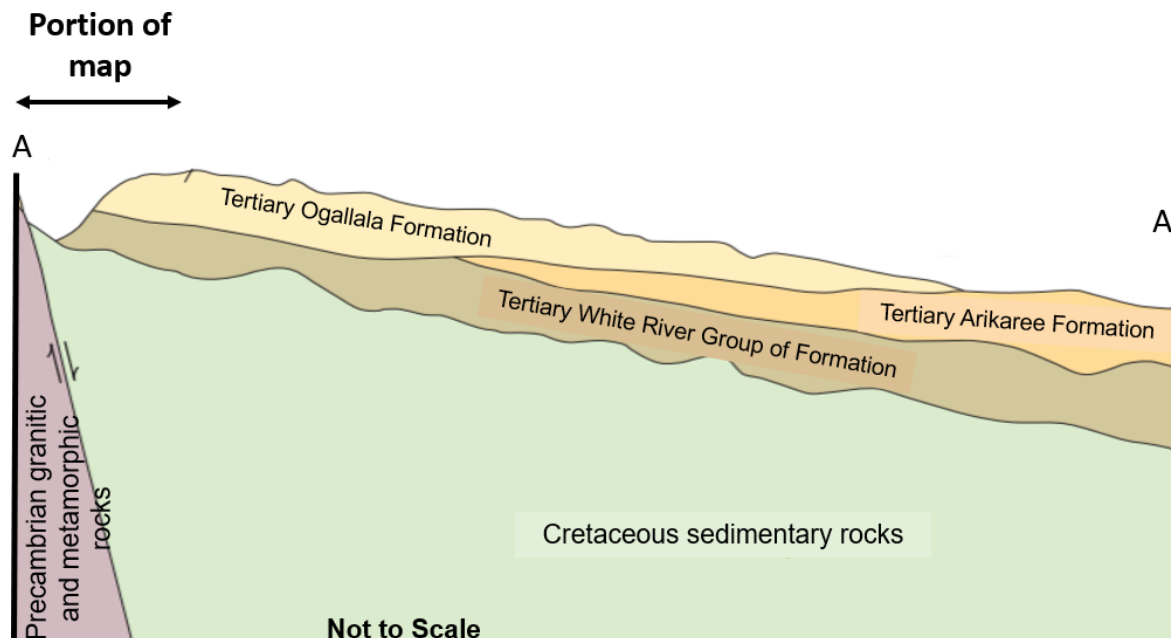 Portion of
map
A
A
Tertiary Ogallala Formation
Tertiary White River Group of Formation
Tertiary Arikaree Formation
Precambrian granitic
and metamorphic
rocks
Cretaceous sedimentary rocks
Not to Scale